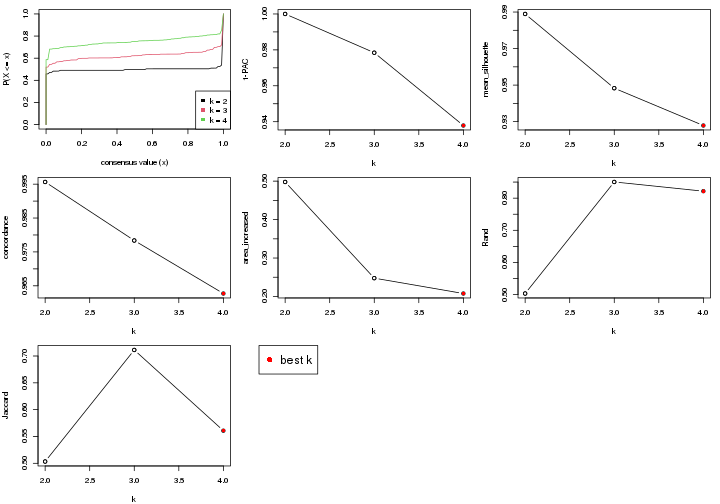 P(X <= x)
0.0 0.2 0.4 0.6 0.8 1.0
k = 2
k = 3
k = 4
0.0 0.2 0.4 0.6 0.8 1.0
consensus value (x)
1-PAC
0.94 0.96 0.98 1.00
2.0 2.5 3.0 3.5 4.0
k
mean_silhouette
0.93 0.95 0.97 0.99
2.0 2.5 3.0 3.5 4.0
k
concordance
0.965 0.975 0.985 0.995
2.0 2.5 3.0 3.5 4.0
k
area_increased
0.20 0.30 0.40 0.50
2.0 2.5 3.0 3.5 4.0
k
Rand
0.50 0.60 0.70 0.80
2.0 2.5 3.0 3.5 4.0
k
Jaccard
0.50 0.55 0.60 0.65 0.70
2.0 2.5 3.0 3.5 4.0
k
best k